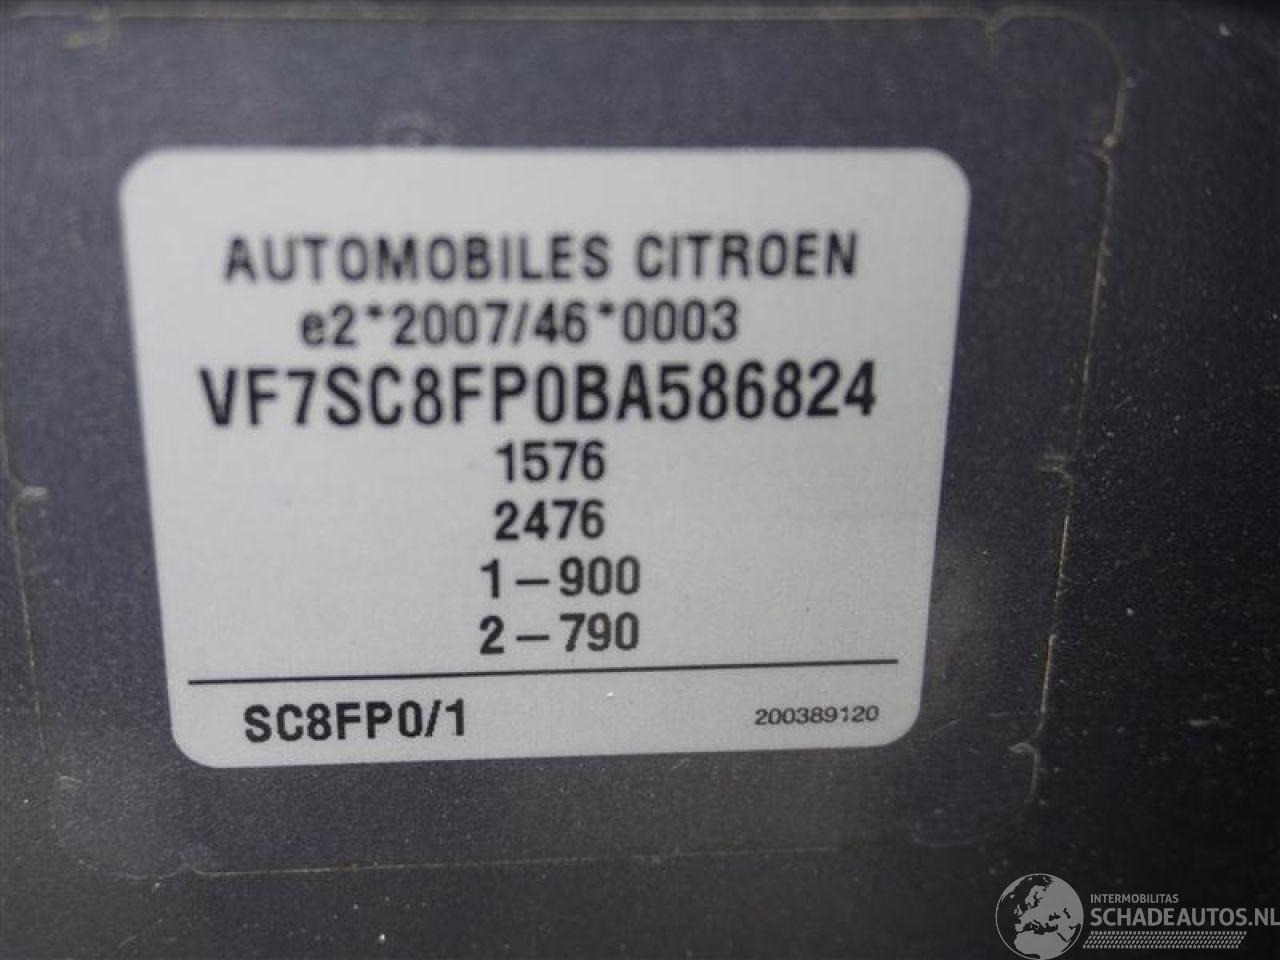 AUTOMOBILES CITROEN
e2*2007/46*0003
VF7SC8FP0BA586824
1576
2476
1-900
2-790
SC8FP0/1
200389120
INTERMOBILITAS
SCHADEAUTOS.NL